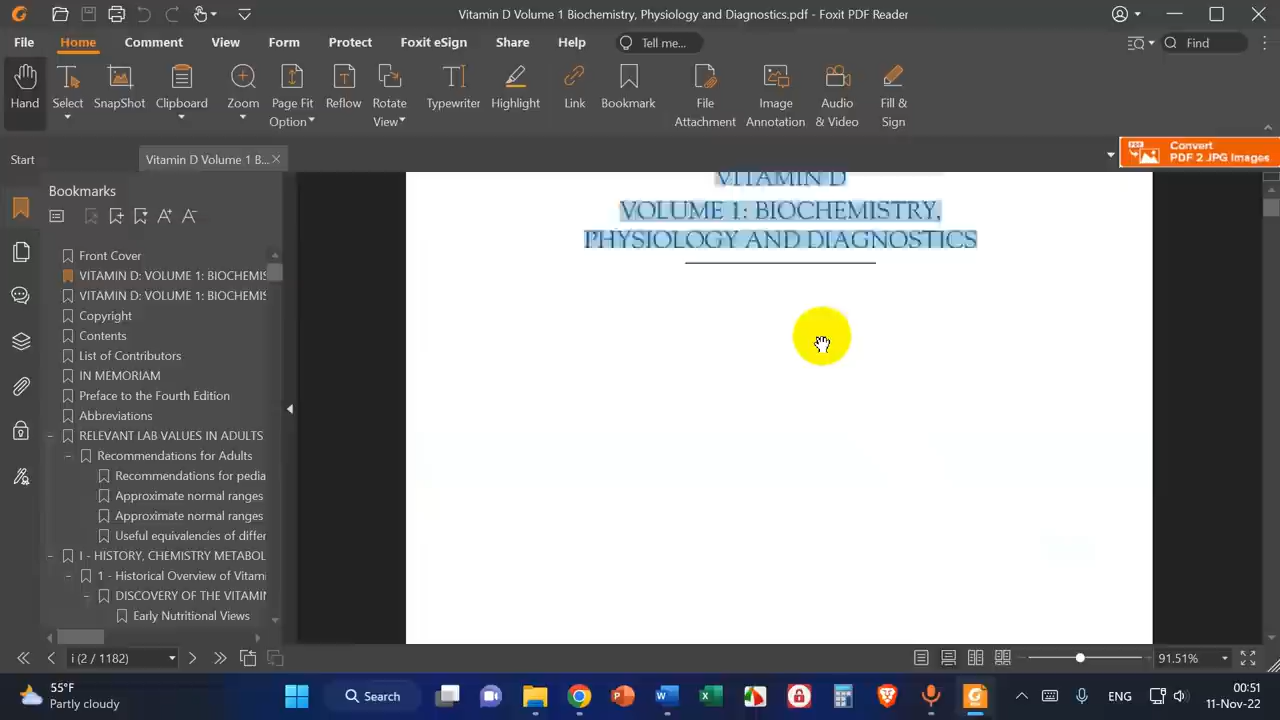 Vitamin D Volume 1 Biochemistry, Physiology and Diagnostics.pdf - Foxit PDF Reader
File Home Comment View Form Protect Foxit eSign Share Help Tell me... Find
Hand Select SnapShot Clipboard Zoom Page Fit Option Reflow Rotate View Typewriter Highlight Link Bookmark File Attachment Image Annotation Audio & Video Fill & Sign
Start Vitamin D Volume 1 B...
Convert
PDF 2 JPG Images
Bookmarks
Front Cover
VITAMIN D: VOLUME 1: BIOCHEMIS
VITAMIN D: VOLUME 1: BIOCHEMIS
Copyright
Contents
List of Contributors
IN MEMORIAM
Preface to the Fourth Edition
Abbreviations
RELEVANT LAB VALUES IN ADULTS
Recommendations for Adults
Recommendations for pedia
Approximate normal ranges
Approximate normal ranges
Useful equivalencies of differ
I - HISTORY, CHEMISTRY METABOL
1 - Historical Overview of Vitami
DISCOVERY OF THE VITAMIN
Early Nutritional Views
VITAMIN D
VOLUME 1: BIOCHEMISTRY,
PHYSIOLOGY AND DIAGNOSTICS
i (2 / 1182)
91.51%
55°F
Partly cloudy
Search
ENG
00:51
11-Nov-22